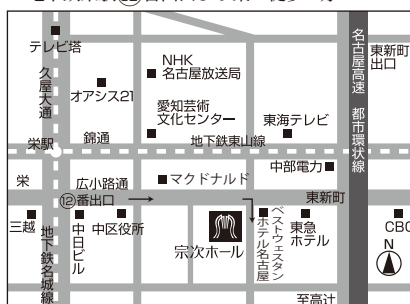 テレビ塔
NHK
名古屋放送局
東新町
出口
名古屋高速 都市環状線
久屋大通
オアシス21
愛知芸術
文化センター
東海テレビ
栄駅
錦通
地下鉄東山線
中部電力
栄
広小路通
マクドナルド
東新町
⑫番出口
三越
地下鉄名城線
中日
ビル
中区役所
宗次ホール
ベストウェスタン
ホテル名古屋
東急
ホテル
CBC
N
至高辻